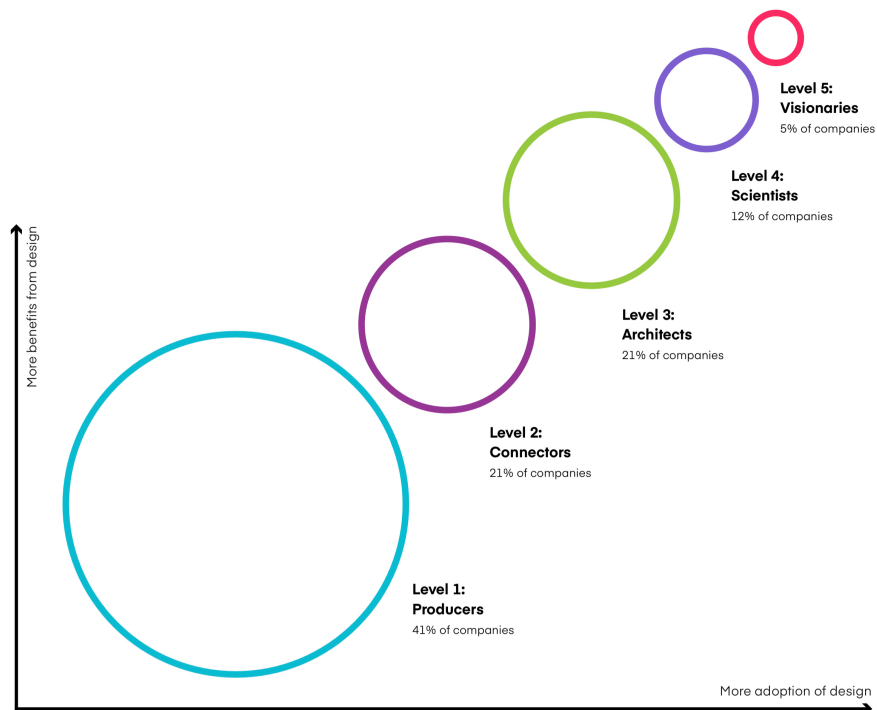 Level 5:
Visionaries
5% of companies
Level 4:
Scientists
12% of companies
More benefits from design
Level 3:
Architects
21% of companies
Level 2:
Connectors
21% of companies
Level 1:
Producers
41% of companies
More adoption of design